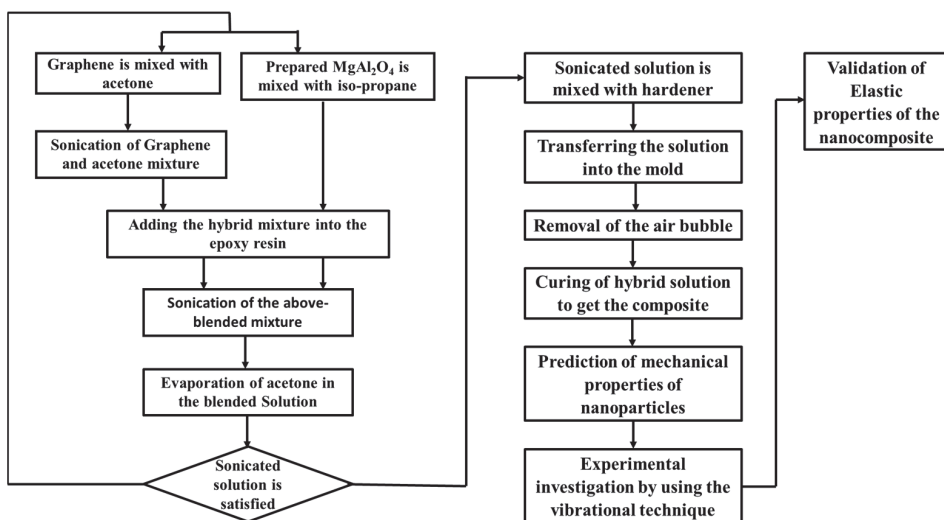 Graphene is mixed with
acetone
Prepared MgAl₂O₄ is
mixed with iso-propane
Sonication of Graphene
and acetone mixture
Adding the hybrid mixture into the
epoxy resin
Sonication of the above-
blended mixture
Evaporation of acetone in
the blended Solution
Sonicated
solution is
satisfied
Sonicated solution is
mixed with hardener
Transferring the solution
into the mold
Removal of the air bubble
Curing of hybrid solution
to get the composite
Prediction of mechanical
properties of
nanoparticles
Experimental
investigation by using the
vibrational technique
Validation of
Elastic
properties of the
nanocomposite